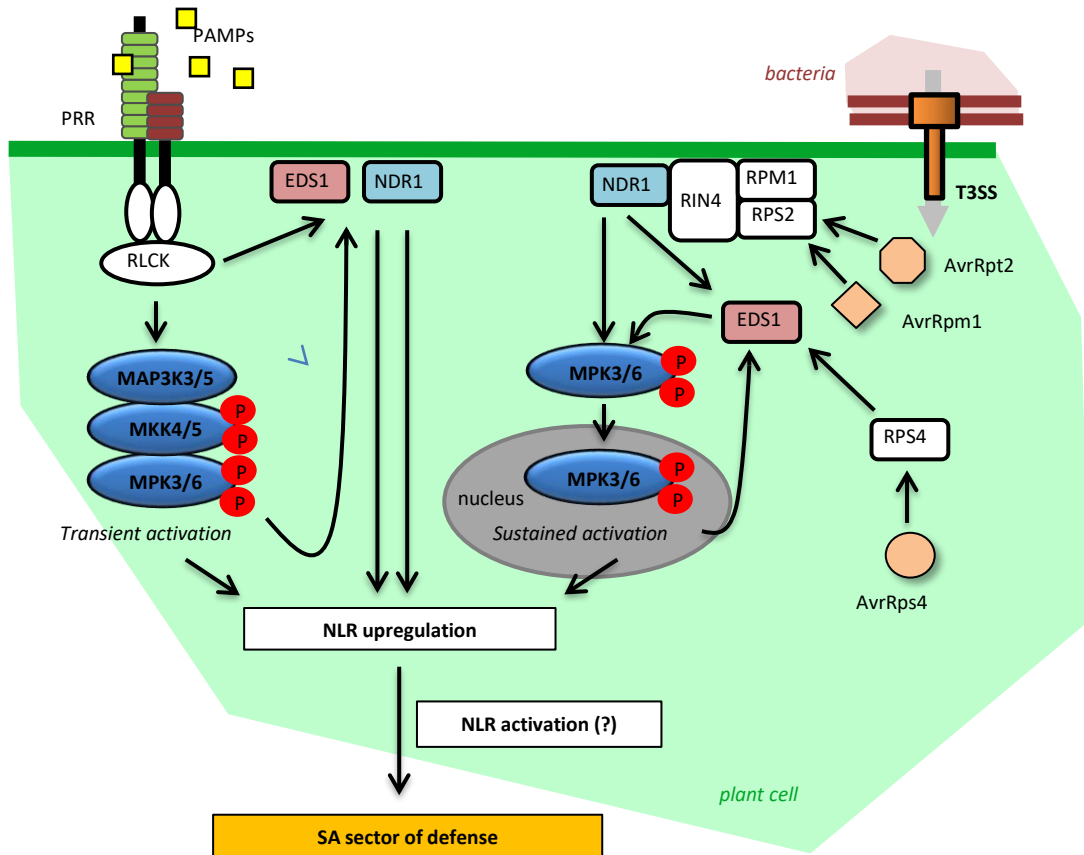 PAMPs
bacteria
PRR
EDS1
NDR1
NDR1
RIN4
RPM1
RPS2
T3SS
RLCK
AvrRpt2
AvrRpm1
EDS1
MAP3K3/5
MKK4/5
MPK3/6
P
P
P
P
MPK3/6
P
P
RPS4
nucleus
MPK3/6
P
P
Transient activation
Sustained activation
AvrRps4
NLR upregulation
NLR activation (?)
plant cell
SA sector of defense